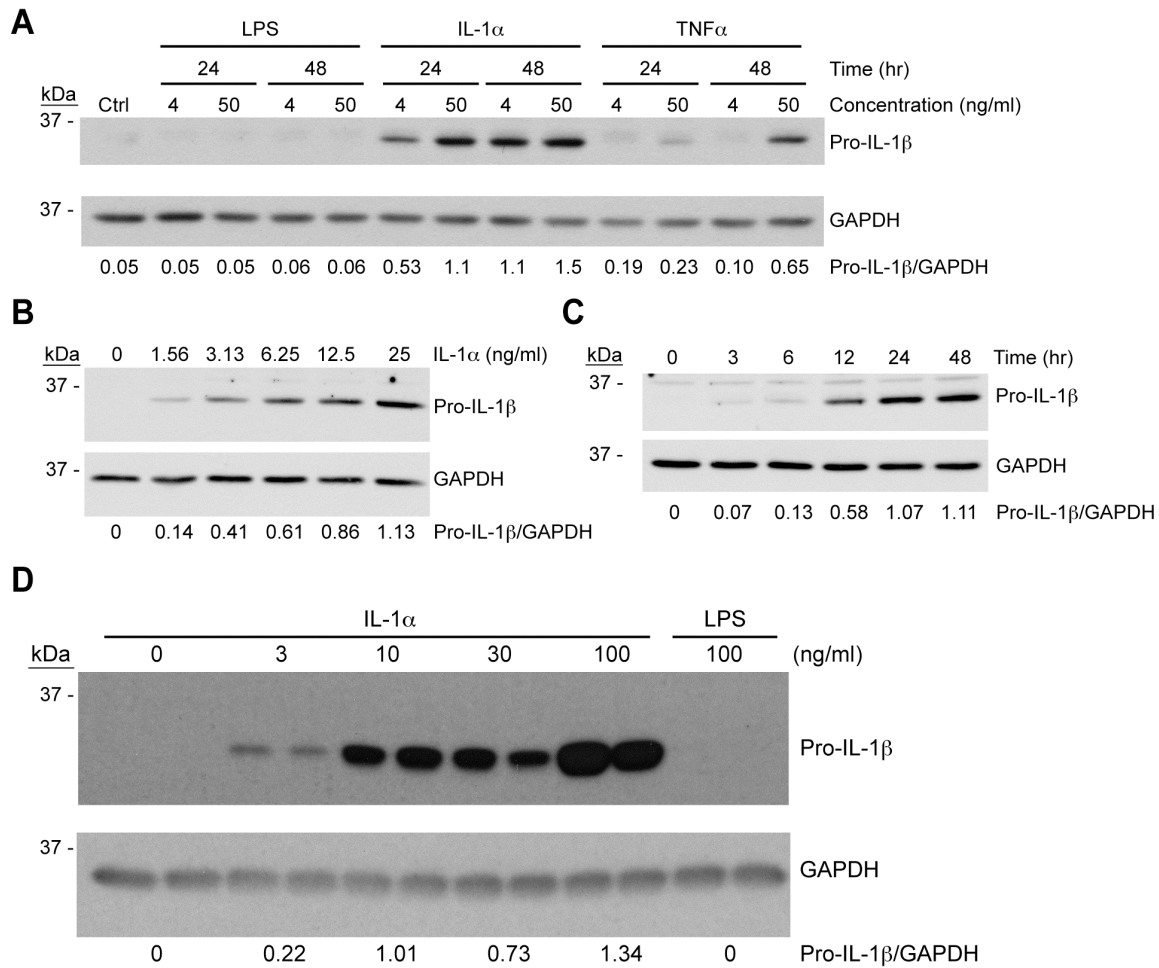 A
LPS IL-1α TNFα
24 48 24 48 24 48 Time (hr)
kDa Ctrl 4 50 4 50 4 50 4 50 4 50 4 50 Concentration (ng/ml)
37 -
Pro-IL-1β
37 -
GAPDH
0.05 0.05 0.05 0.06 0.06 0.53 1.1 1.1 1.5 0.19 0.23 0.10 0.65 Pro-IL-1β/GAPDH
B
kDa 0 1.56 3.13 6.25 12.5 25 IL-1α (ng/ml)
37 -
Pro-IL-1β
37 -
GAPDH
0 0.14 0.41 0.61 0.86 1.13 Pro-IL-1β/GAPDH
C
kDa 0 3 6 12 24 48 Time (hr)
37 -
Pro-IL-1β
37 -
GAPDH
0 0.07 0.13 0.58 1.07 1.11 Pro-IL-1β/GAPDH
D
IL-1α LPS
kDa 0 3 10 30 100 100 (ng/ml)
37 -
Pro-IL-1β
37 -
GAPDH
0 0.22 1.01 0.73 1.34 0 Pro-IL-1β/GAPDH